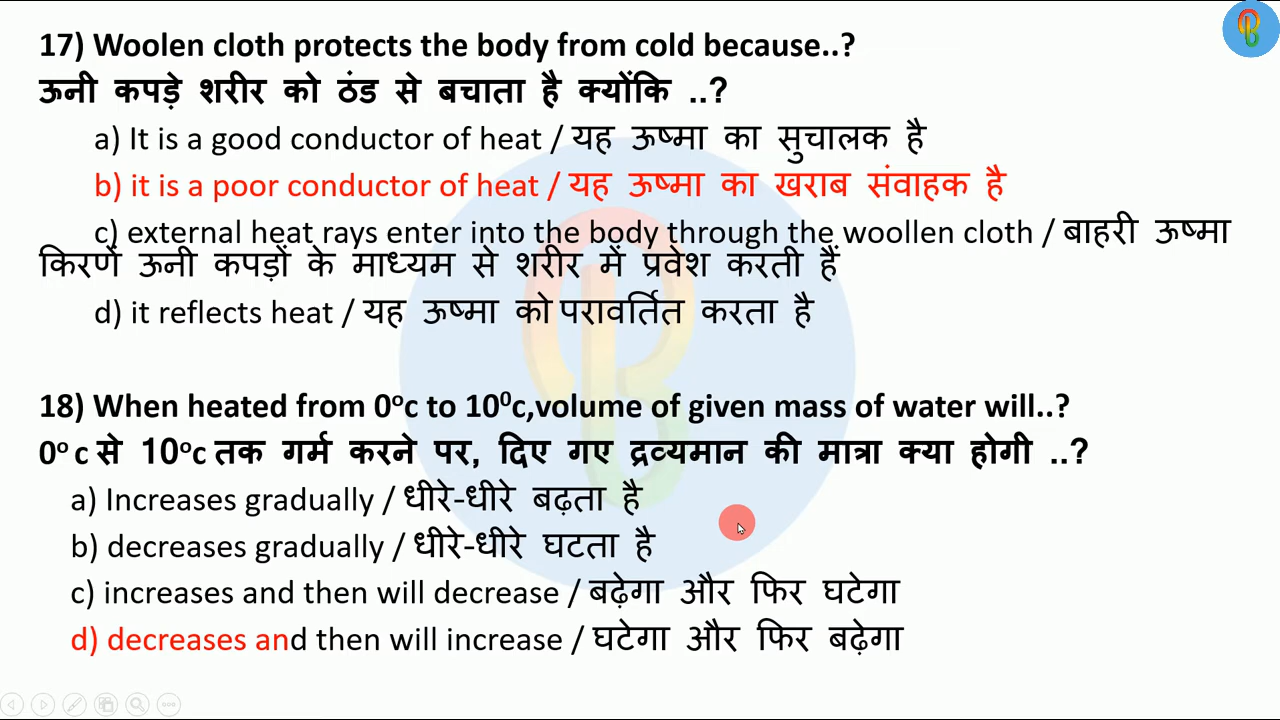 17) Woolen cloth protects the body from cold because..?
ऊनी कपड़े शरीर को ठंड से बचाता है क्योंकि ..?
a) It is a good conductor of heat / यह ऊष्मा का सुचालक है
b) it is a poor conductor of heat / यह ऊष्मा का खराब संवाहक है
c) external heat rays enter into the body through the woollen cloth / बाहरी ऊष्मा
किरणें ऊनी कपड़ों के माध्यम से शरीर में प्रवेश करती हैं
d) it reflects heat / यह ऊष्मा को परावर्तित करता है
18) When heated from 0ᵒc to 10⁰c,volume of given mass of water will..?
0ᵒ c से 10ᵒc तक गर्म करने पर, दिए गए द्रव्यमान की मात्रा क्या होगी ..?
a) Increases gradually / धीरे-धीरे बढ़ता है
b) decreases gradually / धीरे-धीरे घटता है
c) increases and then will decrease / बढ़ेगा और फिर घटेगा
d) decreases and then will increase / घटेगा और फिर बढ़ेगा